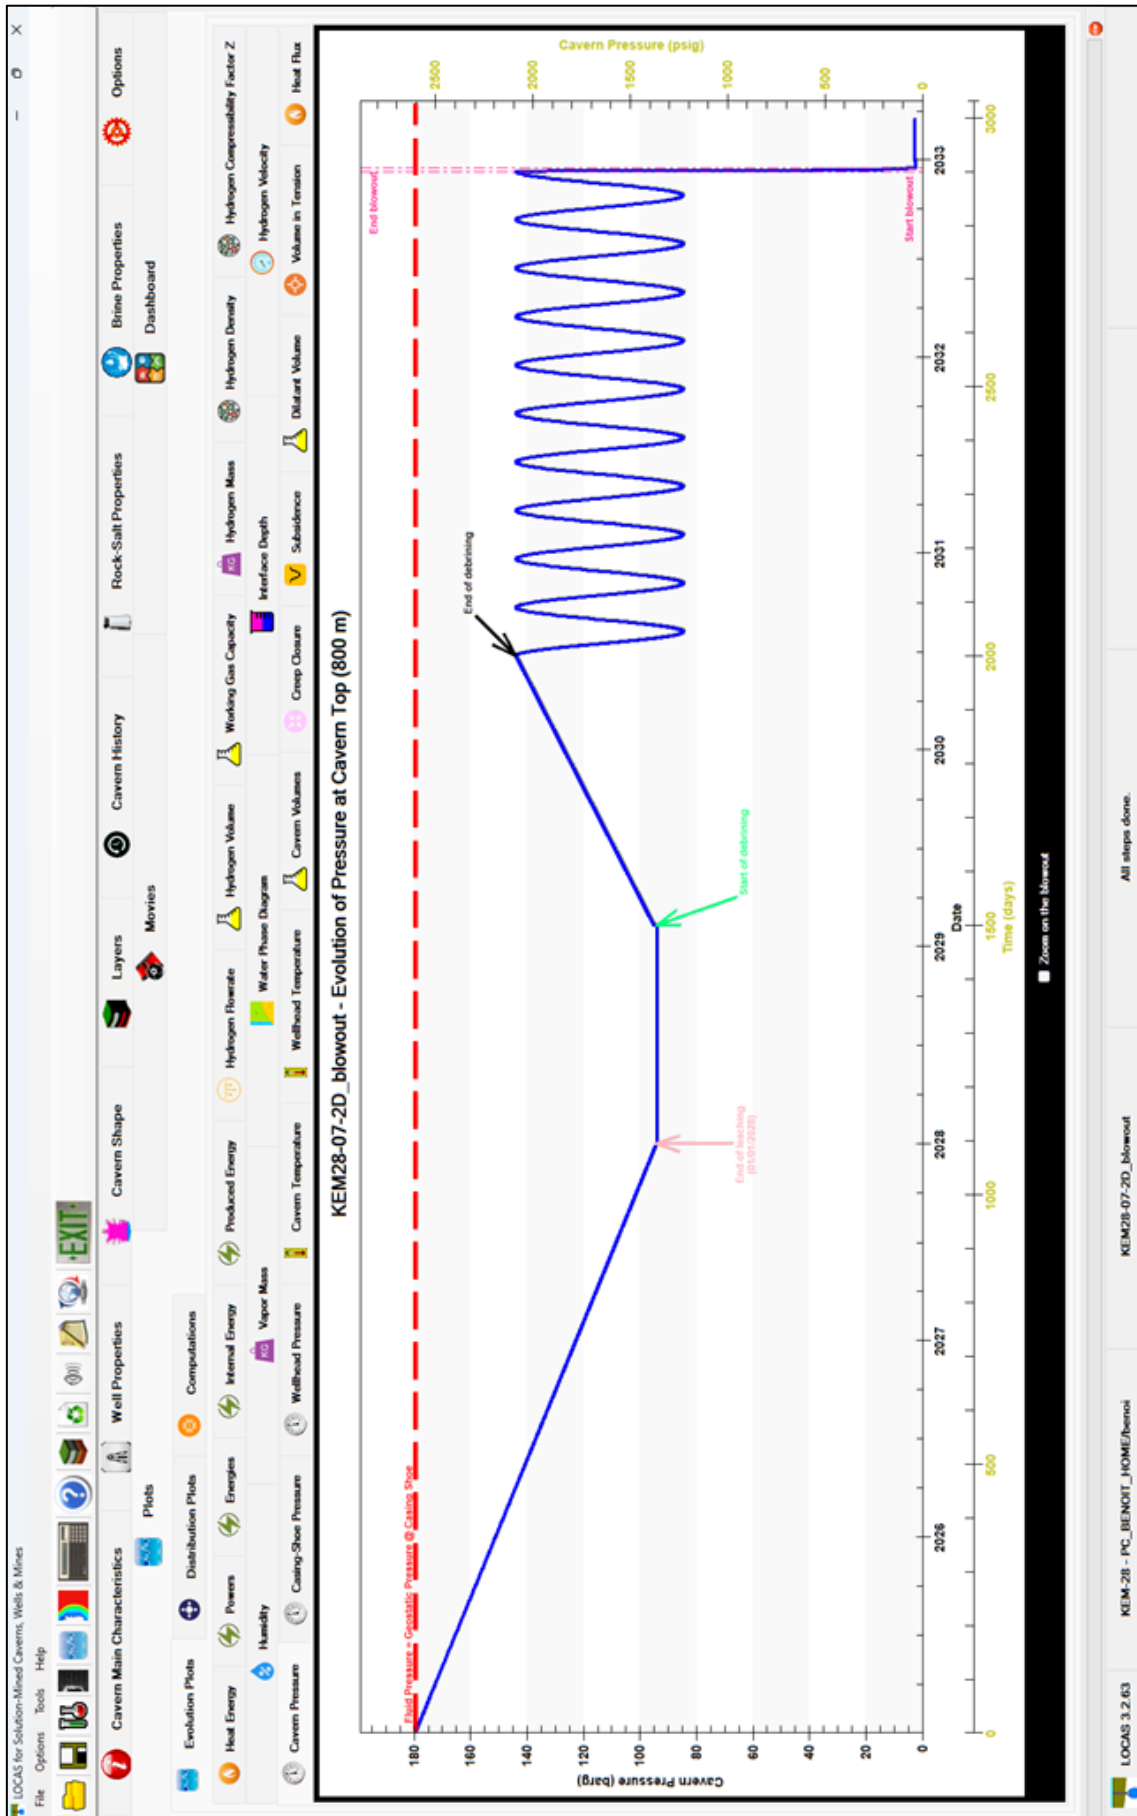 LOCAS for Solution-Mined Caverns, Wells & Mines
File Options Tools Help
EXIT
Cavern Main Characteristics Well Properties Cavern Shape Layers Cavern History Rock-Salt Properties Brine Properties Options
Plots Movies Dashboard
Evolution Plots Distribution Plots Computations
Heat Energy Powers Energies Internal Energy Produced Energy Hydrogen Flowrate Hydrogen Volume Working Gas Capacity Hydrogen Mass Hydrogen Density Hydrogen Compressibility Factor Z
Humidity Vapor Mass Water Phase Diagram Interface Depth Hydrogen Velocity
Cavern Pressure Casing-Shoe Pressure Wellhead Pressure Cavern Temperature Wellhead Temperature Cavern Volumes Creep Closure Subsidence Dilatant Volume Volume in Tension Heat Flux
KEM28-07-2D_blowout - Evolution of Pressure at Cavern Top (800 m)
Cavern Pressure (barg)
180
160
140
120
100
80
60
40
20
0
Fluid Pressure = Geostatic Pressure @ Casing Shoe
End of leaching
(01/01/2028)
Start of debrining
End of debrining
End blowout
Start blowout
Cavern Pressure (psig)
2500
2000
1500
1000
500
0
2026 2027 2028 2029 2030 2031 2032 2033
Date
0 500 1000 1500 2000 2500 3000
Time (days)
Zoom on the blowout
LOCAS 3.2.63 KEM-28 - PC_BENOIT_HOME/benoi KEM28-07-2D_blowout All steps done.